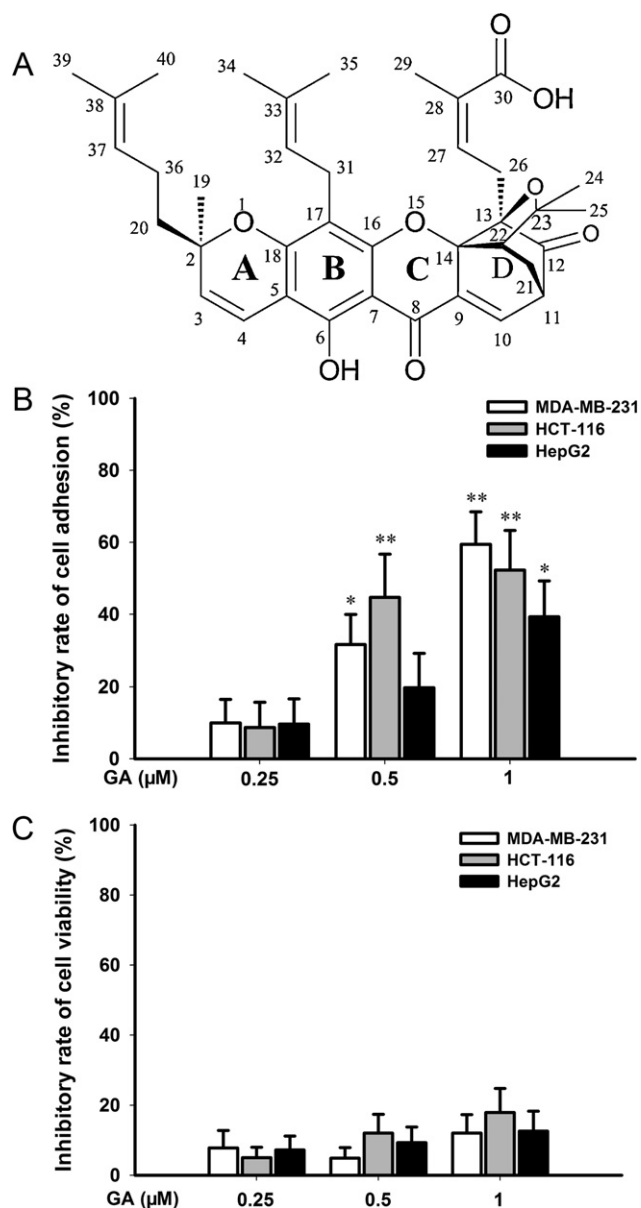 A
39
40
34
35
29
O
30
OH
38
33
28
37
36
32
31
27
26
19
20
1
O
17
16
15
O
13
O
24
25
23
22
2
A
18
B
C
14
D
12
O
21
3
4
5
6
7
8
9
10
11
OH
O
B
Inhibitory rate of cell adhesion (%)
100
80
60
40
20
0
MDA-MB-231
HCT-116
HepG2
*
**
**
**
*
GA (µM)
0.25
0.5
1
C
Inhibitory rate of cell viability (%)
100
80
60
40
20
0
MDA-MB-231
HCT-116
HepG2
GA (µM)
0.25
0.5
1